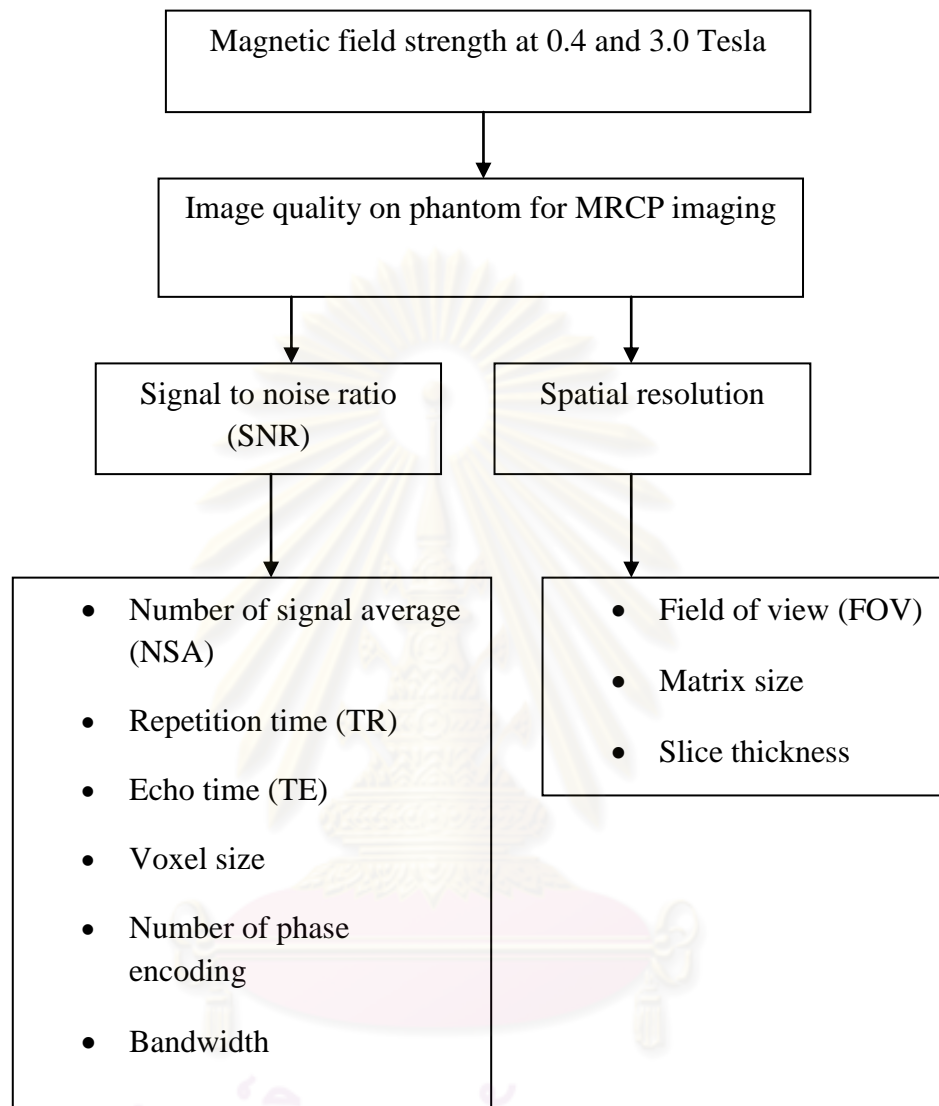 Magnetic field strength at 0.4 and 3.0 Tesla
Image quality on phantom for MRCP imaging
Signal to noise ratio
(SNR)
Spatial resolution
• Number of signal average
(NSA)
• Repetition time (TR)
• Echo time (TE)
• Voxel size
• Number of phase
encoding
• Bandwidth
• Field of view (FOV)
• Matrix size
• Slice thickness